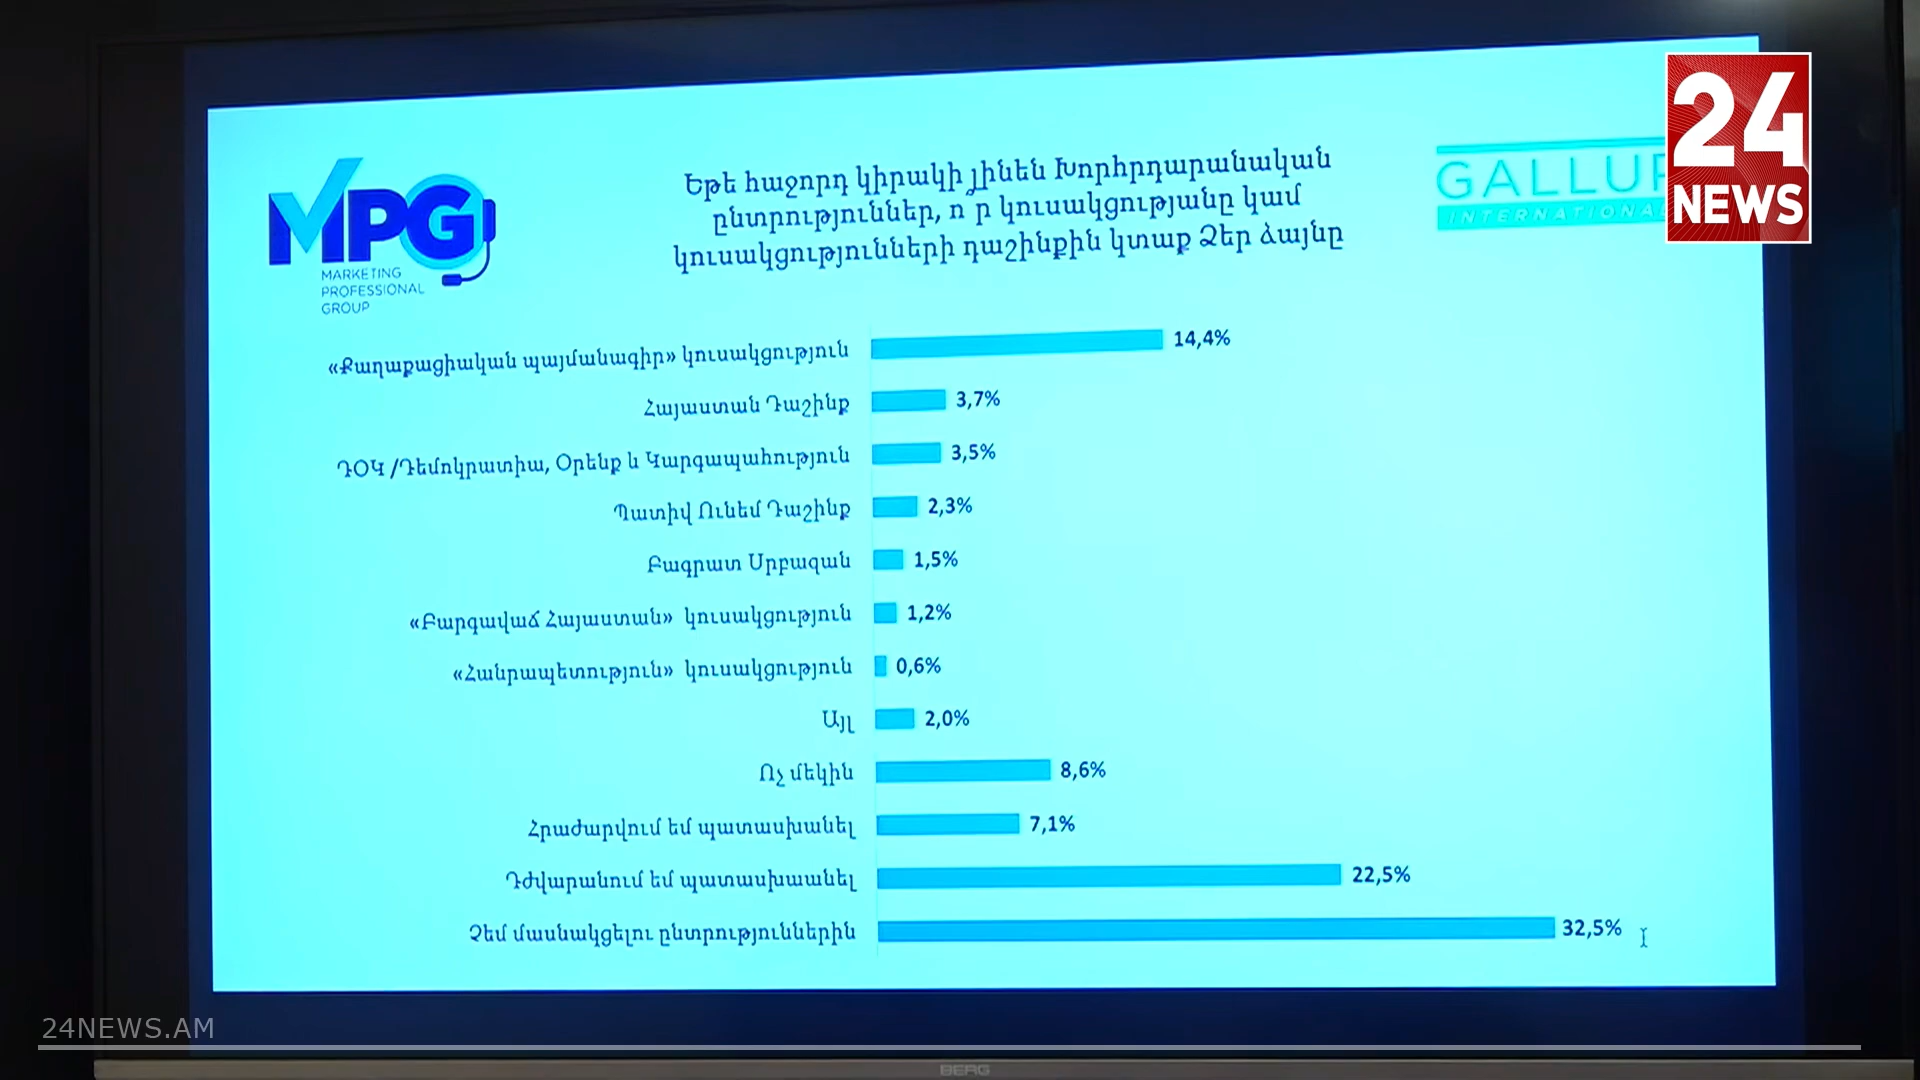 24
NEWS
MPG
MARKETING
PROFESSIONAL
GROUP
Եթե հաջորդ կիրակի լինեն Խորհրդարանական
ընտրություններ, ո՞ր կուսակցությանը կամ
կուսակցությունների դաշինքին կտաք Ձեր ձայնը
GALLUP
INTERNATIONAL
«Քաղաքացիական պայմանագիր» կուսակցություն 14,4%
Հայաստան Դաշինք 3,7%
ԴՕԿ /Դեմոկրատիա, Օրենք և Կարգապահություն 3,5%
Պատիվ Ունեմ Դաշինք 2,3%
Բագրատ Սրբազան 1,5%
«Բարգավաճ Հայաստան» կուսակցություն 1,2%
«Հանրապետություն» կուսակցություն 0,6%
Այլ 2,0%
Ոչ մեկին 8,6%
Հրաժարվում եմ պատասխանել 7,1%
Դժվարանում եմ պատասխաանել 22,5%
Չեմ մասնակցելու ընտրություններին 32,5%
24NEWS.AM
BERG